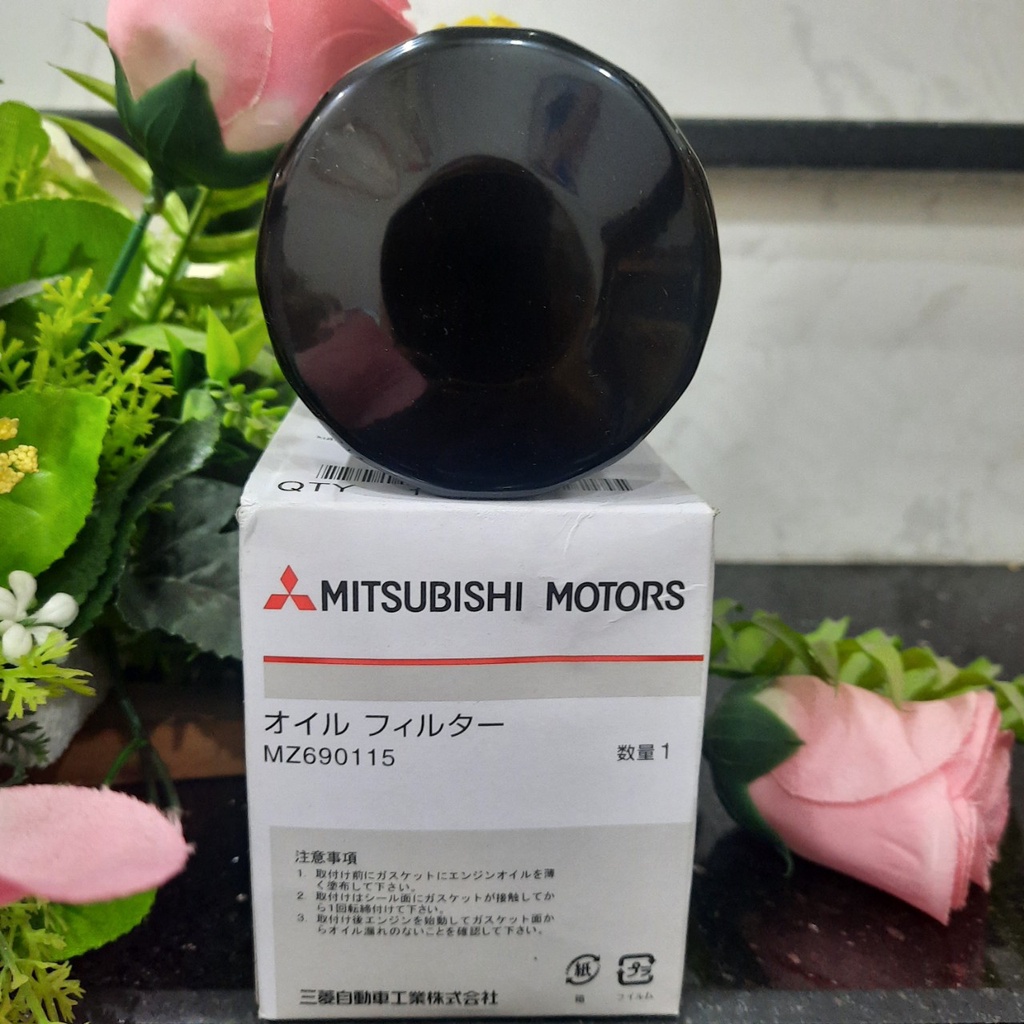 QTY 1
MITSUBISHI MOTORS
オイル フィルター
MZ690115
数量 1
注意事項
1. 取付け前にガスケットにエンジンオイルを薄
く塗布して下さい。
2. 取付けはシール面にガスケットが接触してか
ら1回転締付けて下さい。
3. 取付け後エンジンを始動してガスケット面か
らオイル漏れのないことを確認して下さい。
紙
プラ
箱
フイルム
三菱自動車工業株式会社